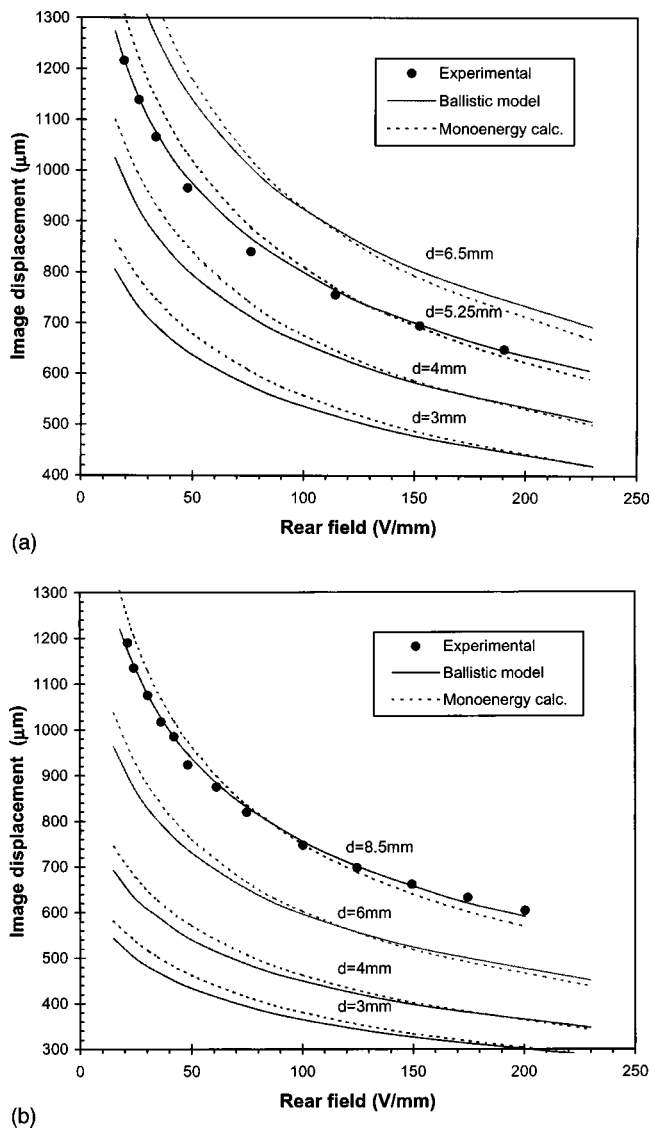 1300
1200
1100
1000
900
800
700
600
500
400
Image displacement (μm)
Experimental
Ballistic model
Monoenergy calc.
d=6.5mm
d=5.25mm
d=4mm
d=3mm
0 50 100 150 200 250
Rear field (V/mm)
(a)
1300
1200
1100
1000
900
800
700
600
500
400
300
Image displacement (μm)
Experimental
Ballistic model
Monoenergy calc.
d=8.5mm
d=6mm
d=4mm
d=3mm
0 50 100 150 200 250
Rear field (V/mm)
(b)